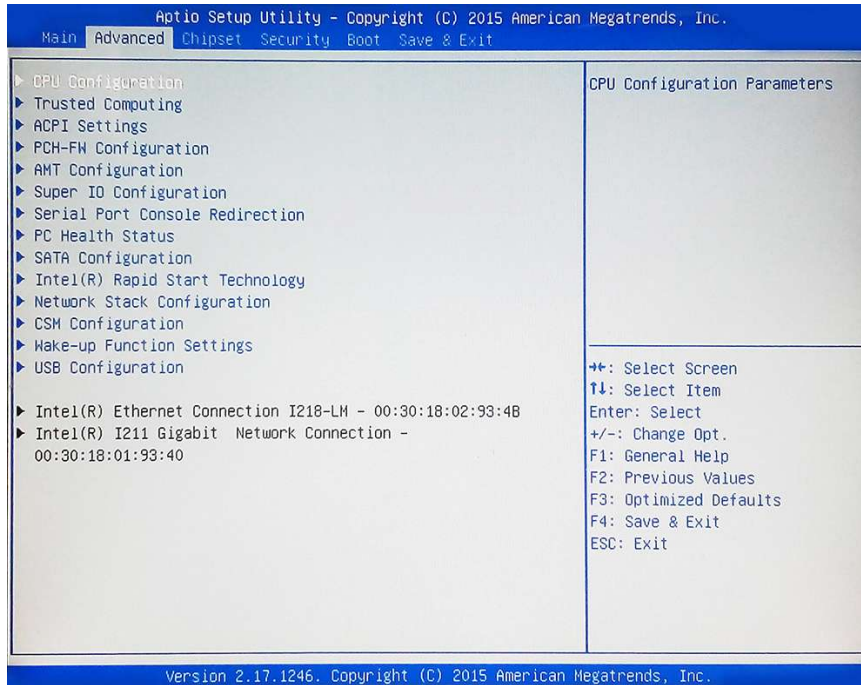 Aptio Setup Utility – Copyright (C) 2015 American Megatrends, Inc.
Main Advanced Chipset Security Boot Save & Exit
▶ CPU Configuration
▶ Trusted Computing
▶ ACPI Settings
▶ PCH-FW Configuration
▶ AMT Configuration
▶ Super IO Configuration
▶ Serial Port Console Redirection
▶ PC Health Status
▶ SATA Configuration
▶ Intel(R) Rapid Start Technology
▶ Network Stack Configuration
▶ CSM Configuration
▶ Wake-up Function Settings
▶ USB Configuration
▶ Intel(R) Ethernet Connection I218-LM – 00:30:18:02:93:4B
▶ Intel(R) I211 Gigabit Network Connection –
00:30:18:01:93:40
CPU Configuration Parameters
→←: Select Screen
↑↓: Select Item
Enter: Select
+/-: Change Opt.
F1: General Help
F2: Previous Values
F3: Optimized Defaults
F4: Save & Exit
ESC: Exit
Version 2.17.1246. Copyright (C) 2015 American Megatrends, Inc.